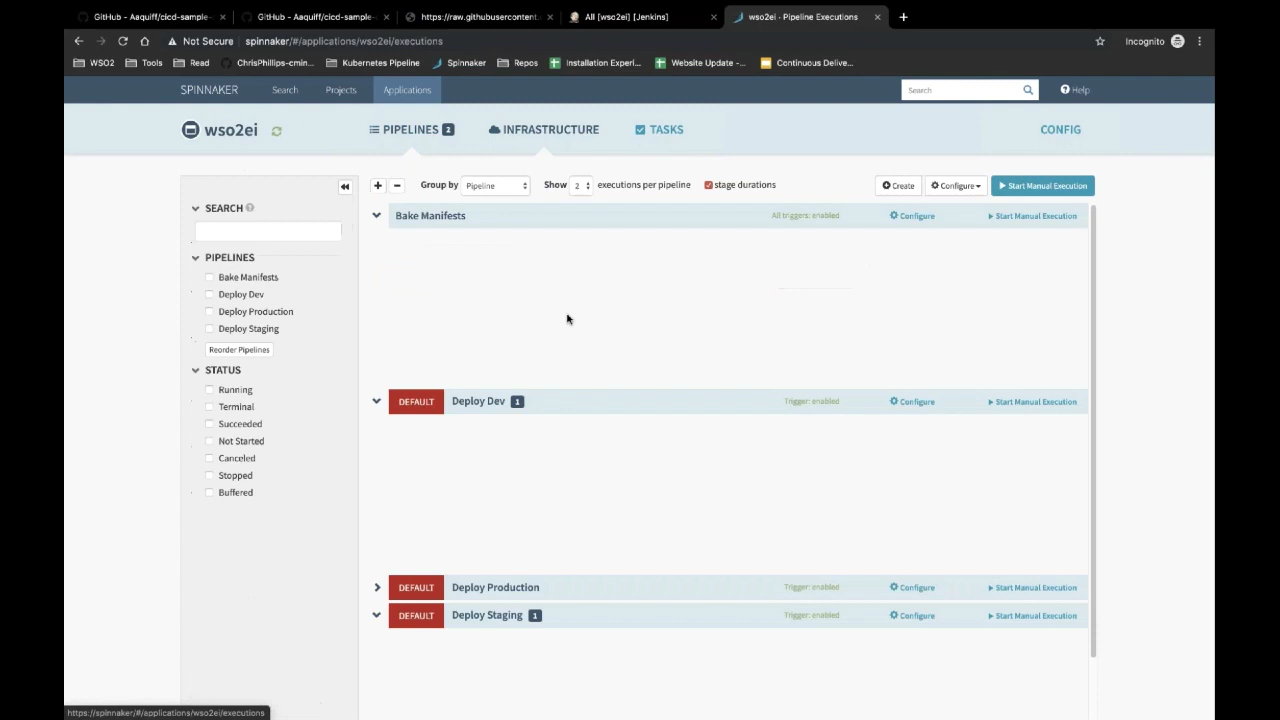 GitHub - Aaquiff/cicd-sample-
GitHub - Aaquiff/cicd-sample-
https://raw.githubusercontent.
All [wso2ei] [Jenkins]
wso2ei - Pipeline Executions
Not Secure spinnaker/#/applications/wso2ei/executions
Incognito
WSO2 Tools Read ChrisPhillips-cmin... Kubernetes Pipeline Spinnaker Repos Installation Experi... Website Update -... Continuous Delive...
SPINNAKER Search Projects Applications Search Help
wso2ei PIPELINES 2 INFRASTRUCTURE TASKS CONFIG
Group by Pipeline Show 2 executions per pipeline stage durations Create Configure Start Manual Execution
SEARCH
PIPELINES
Bake Manifests
Deploy Dev
Deploy Production
Deploy Staging
Reorder Pipelines
STATUS
Running
Terminal
Succeeded
Not Started
Canceled
Stopped
Buffered
Bake Manifests All triggers: enabled Configure Start Manual Execution
DEFAULT Deploy Dev 1 Trigger: enabled Configure Start Manual Execution
DEFAULT Deploy Production Trigger: enabled Configure Start Manual Execution
DEFAULT Deploy Staging 1 Trigger: enabled Configure Start Manual Execution
https://spinnaker/#/applications/wso2ei/executions